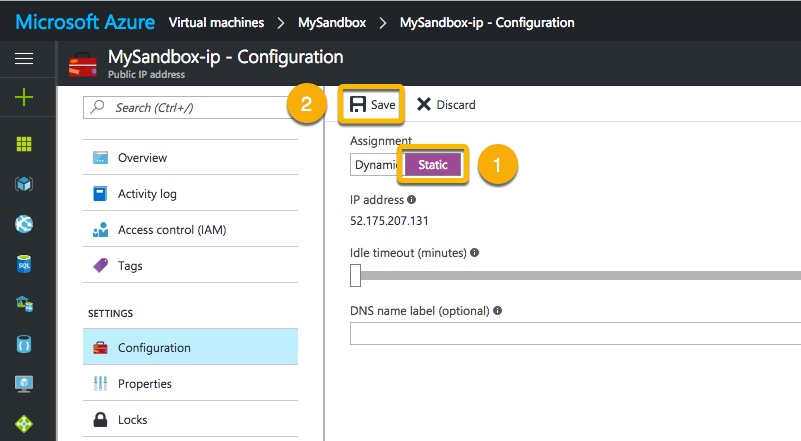 Microsoft Azure Virtual machines > MySandbox > MySandbox-ip - Configuration
MySandbox-ip - Configuration
Public IP address
Search (Ctrl+/)
Overview
Activity log
Access control (IAM)
Tags
SETTINGS
Configuration
Properties
Locks
2 Save Discard
Assignment
Dynamic Static 1
IP address
52.175.207.131
Idle timeout (minutes)
DNS name label (optional)
SQL